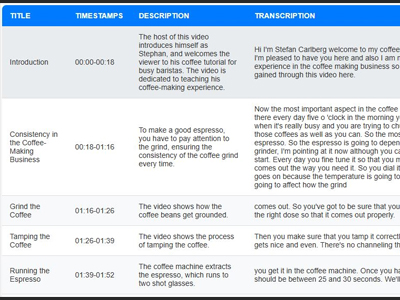 TITLE TIMESTAMPS DESCRIPTION TRANSCRIPTION
Introduction
00:00-00:18
The host of this video
introduces himself as
Stephan, and welcomes the
viewer to his coffee tutorial for
busy baristas. The video is
dedicated to teaching his
coffee-making experience.
Hi I'm Stefan Carlberg welcome to my coffee
I'm pleased to have you here and also I am m
experience in the coffee making business so
gained through this video here.
Consistency in
the Coffee-
Making
Business
00:18-01:16
To make a good espresso,
you have to pay attention to
the grind, ensuring the
consistency of the coffee grind
every time.
Now the most important aspect in the coffee
there every day five o 'clock in the morning yo
when it's really busy and you are trying to chu
those coffees as well as you can. So the most
espresso. So the espresso is going to depend
grinder, I'm pointing at it now although you ca
start. Every day you fine tune it so that you m
comes out the way you need it. So you dial it
goes on because the temperature is going to
going to affect how the grind
Grind the
Coffee
01:16-01:26
The video shows how the
coffee beans get grounded.
comes out. So you've got to be sure that you
the right dose so that it comes out properly.
Tamping the
Coffee
01:26-01:39
The video shows the process
of tamping the coffee.
Then you make sure that you tamp it correctl
gets nice and even. There's no channeling th
Running the
Espresso
01:39-01:52
The coffee machine extracts
the espresso, which runs to
two shot glasses.
you get it in the coffee machine. Once you ha
should be between 25 and 30 seconds. We'll